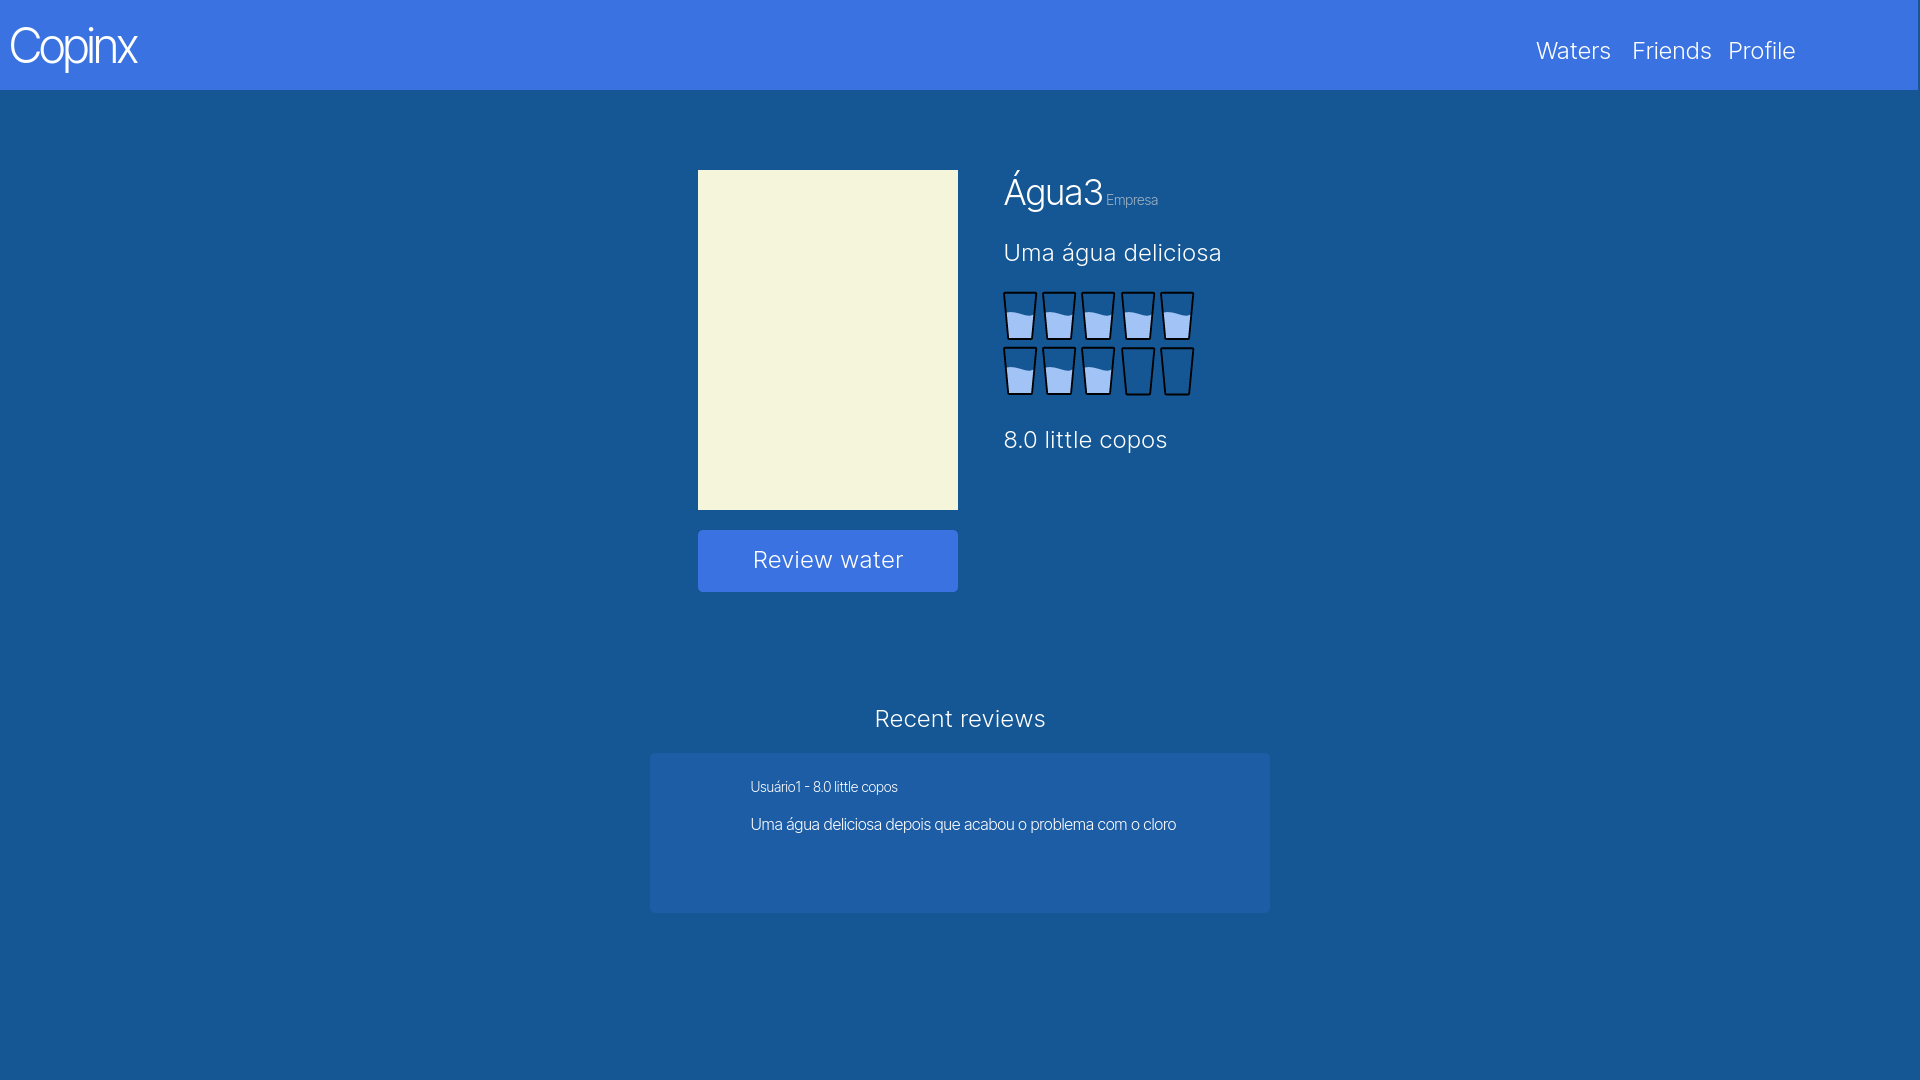 Copinx
Waters Friends Profile
Água3 Empresa
Uma água deliciosa
8.0 little copos
Review water
Recent reviews
Usuário1 - 8.0 little copos
Uma água deliciosa depois que acabou o problema com o cloro